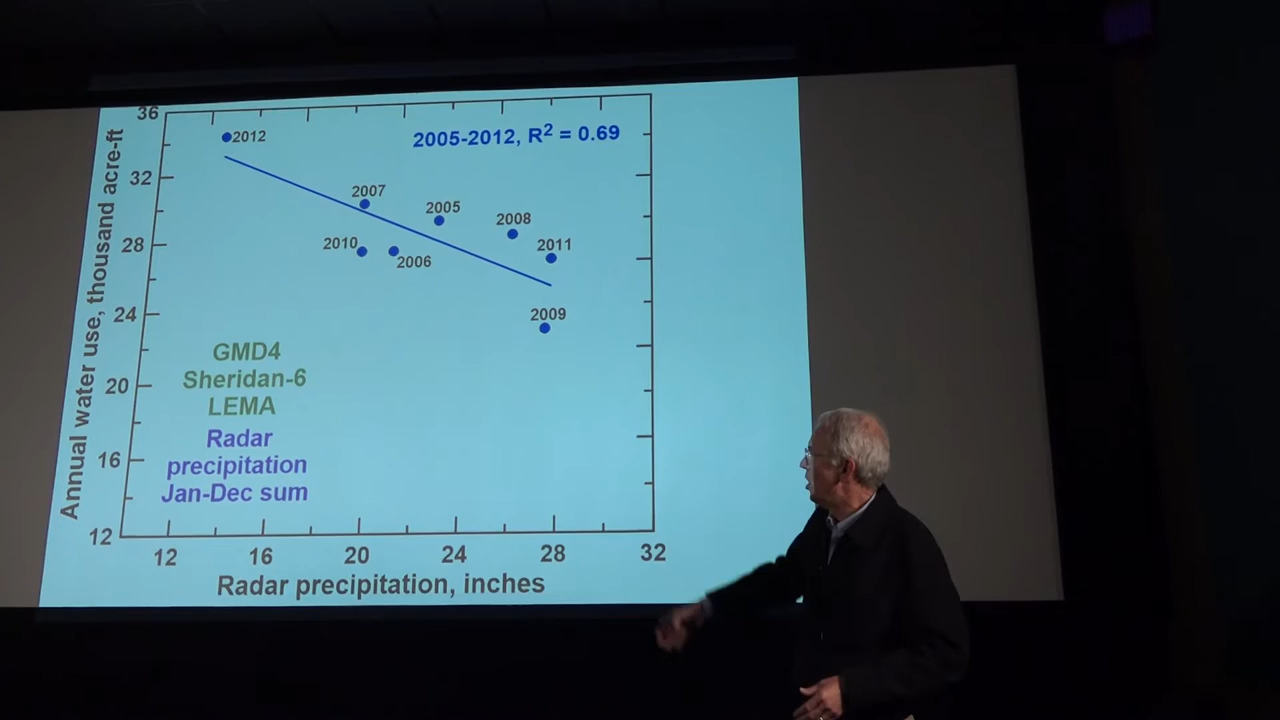 36
2012
2005-2012, R2 = 0.69
32
2007
2005
2008
2010
2006
2011
28
24
2009
GMD4
Sheridan-6
LEMA
20
Radar
precipitation
Jan-Dec sum
16
12
Annual water use, thousand acre-ft
12 16 20 24 28 32
Radar precipitation, inches